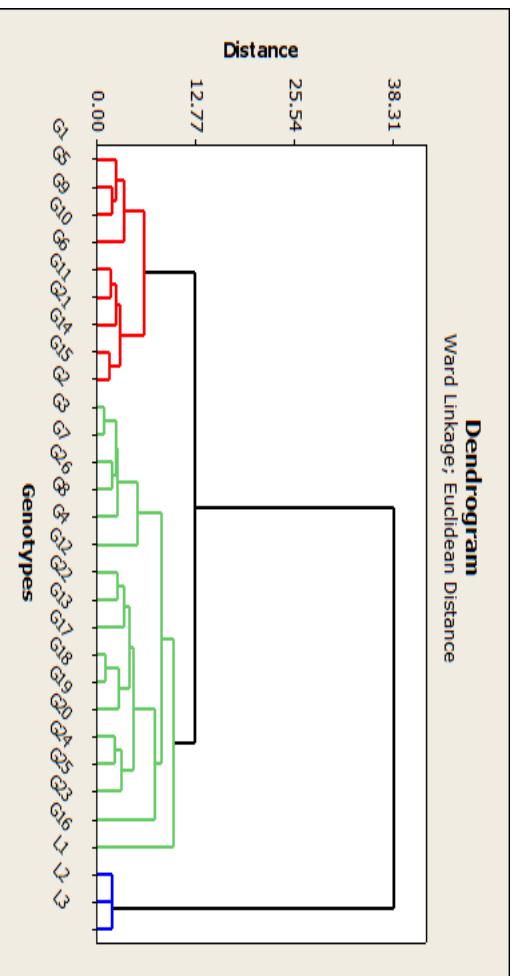 Dendrogram
Ward Linkage; Euclidean Distance
Distance
38.31
25.54
12.77
0.00
G1 G5 G9 G10 G6 G11 G21 G14 G15 G2 G3 G7 G26 G8 G4 G12 G22 G13 G17 G18 G19 G20 G24 G25 G23 G16 L1 L2 L3
Genotypes